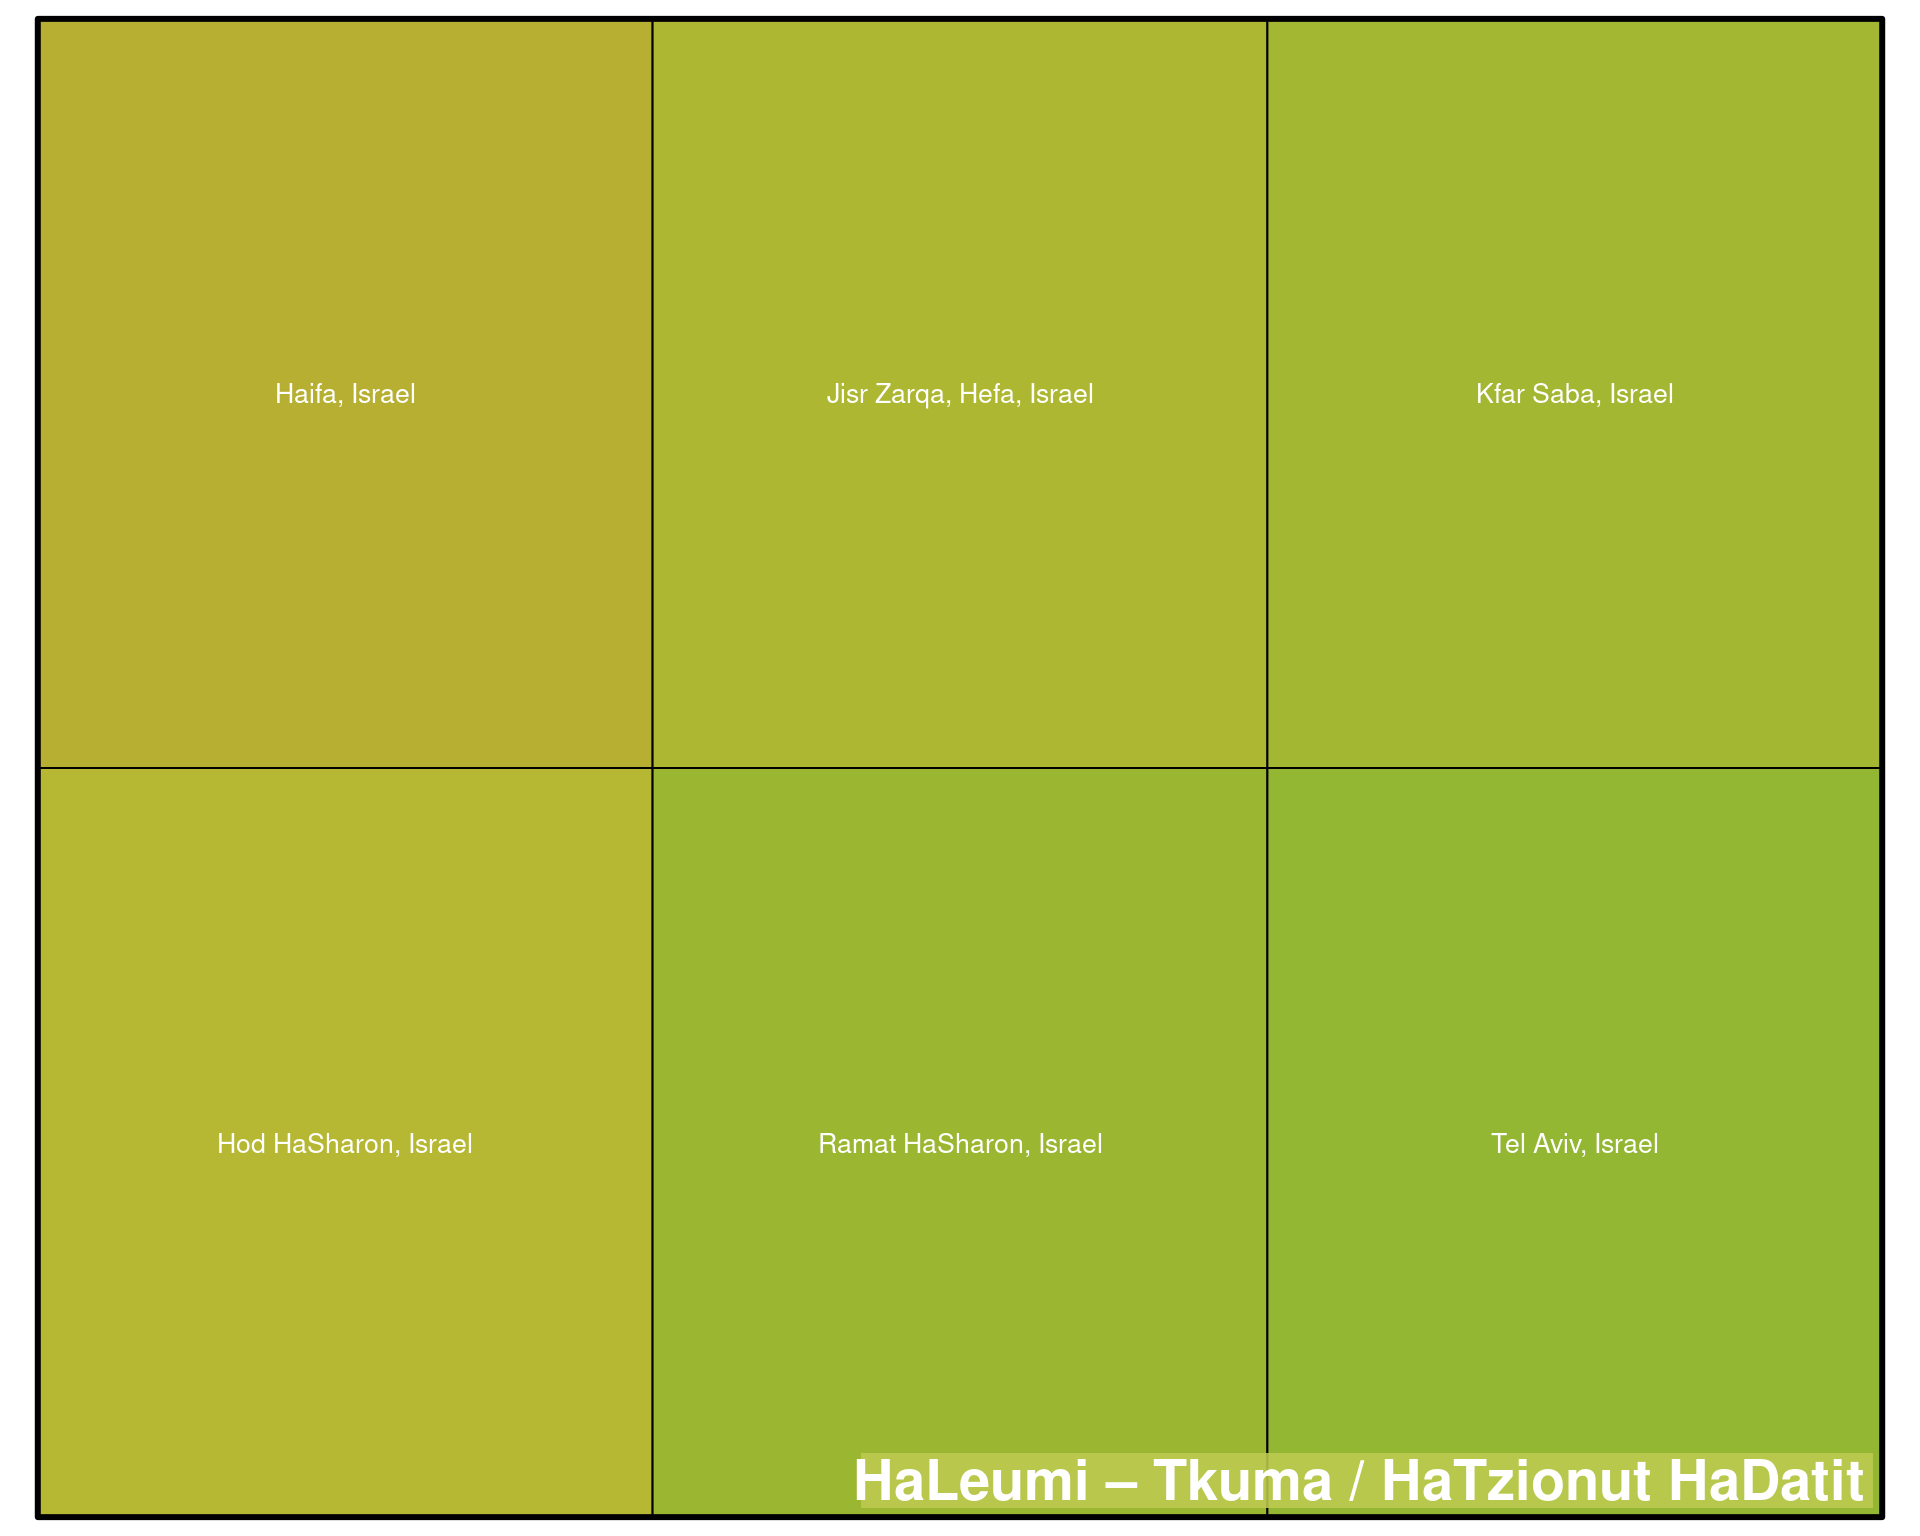 Haifa, Israel
Jisr Zarqa, Hefa, Israel
Kfar Saba, Israel
Hod HaSharon, Israel
Ramat HaSharon, Israel
Tel Aviv, Israel
HaLeumi – Tkuma / HaTzionut HaDatit